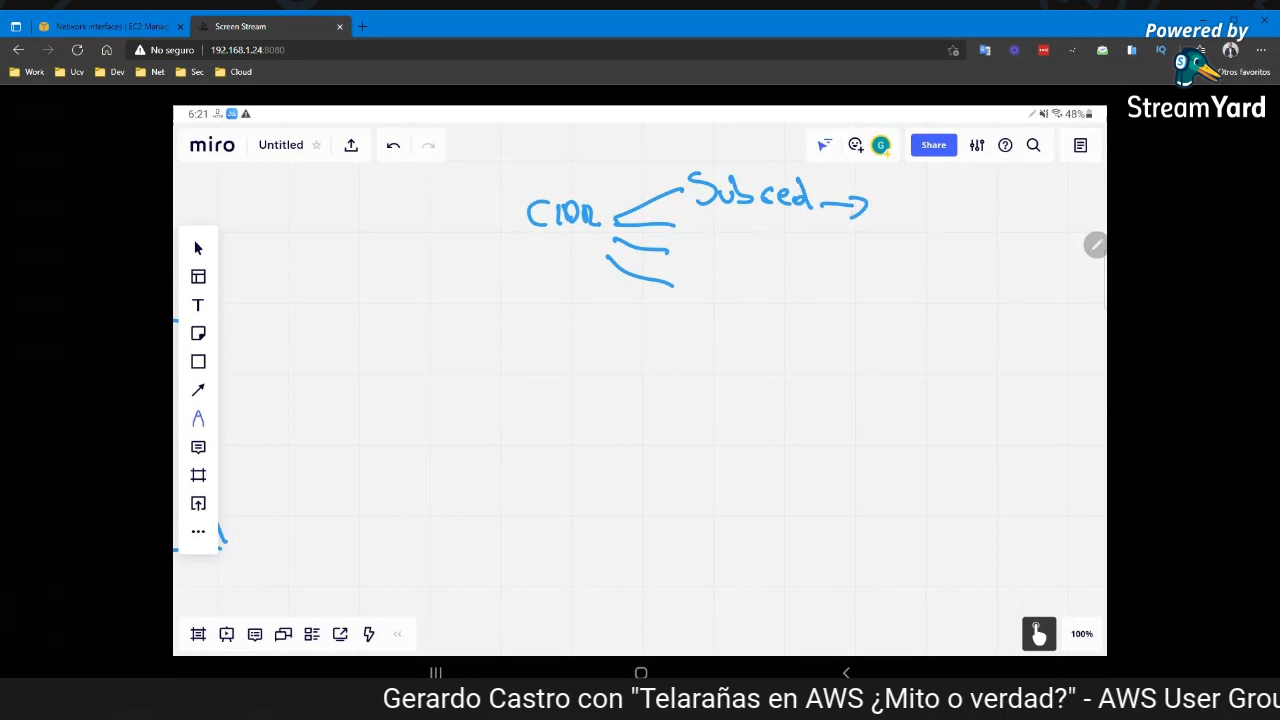 Network interfaces | EC2 Manag
Screen Stream
Powered by
No seguro
192.168.1.24:8080
Work
Ucv
Dev
Net
Sec
Cloud
Otros favoritos
StreamYard
6:21
48%
miro
Untitled
Share
CIDR
Subred
100%
Gerardo Castro con "Telarañas en AWS ¿Mito o verdad?" - AWS User Grou